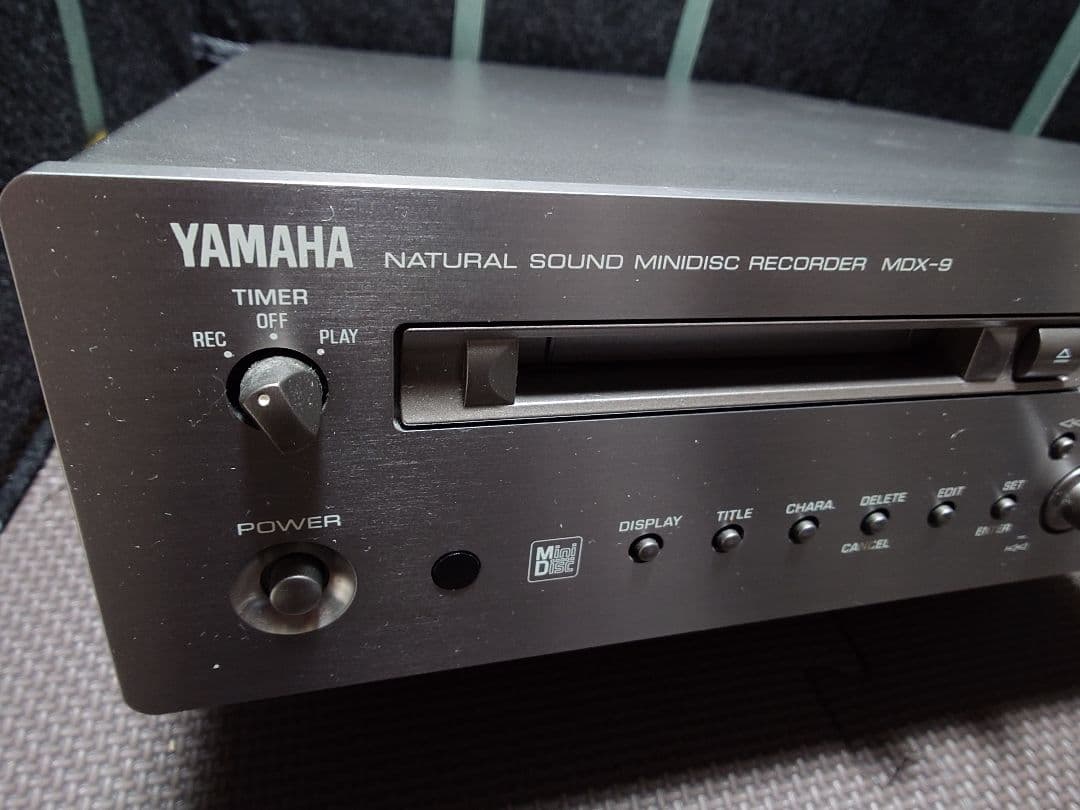 YAMAHA NATURAL SOUND MINIDISC RECORDER MDX-9
TIMER
OFF
REC PLAY
POWER
Mini Disc
DISPLAY TITLE CHARA. DELETE EDIT SET
CANCEL ENTER